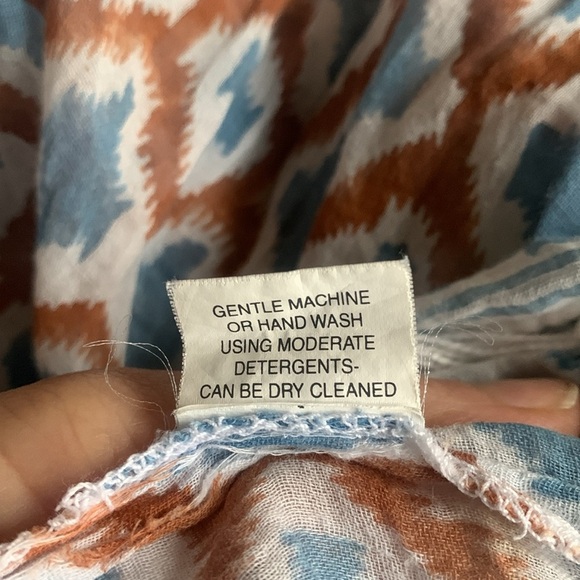 GENTLE MACHINE
OR HAND WASH
USING MODERATE
DETERGENTS-
CAN BE DRY CLEANED